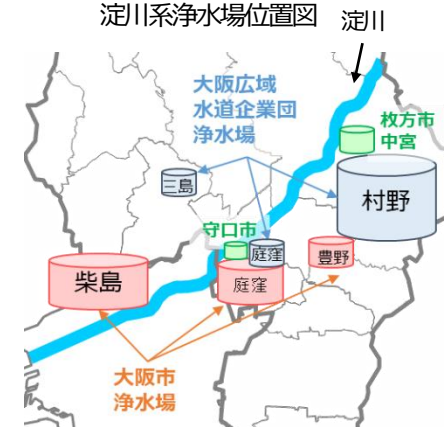 淀川系浄水場位置図
淀川
大阪広域
水道企業団
浄水場
枚方市
中宮
三島
村野
守口市
庭窪
豊野
柴島
庭窪
大阪市
浄水場